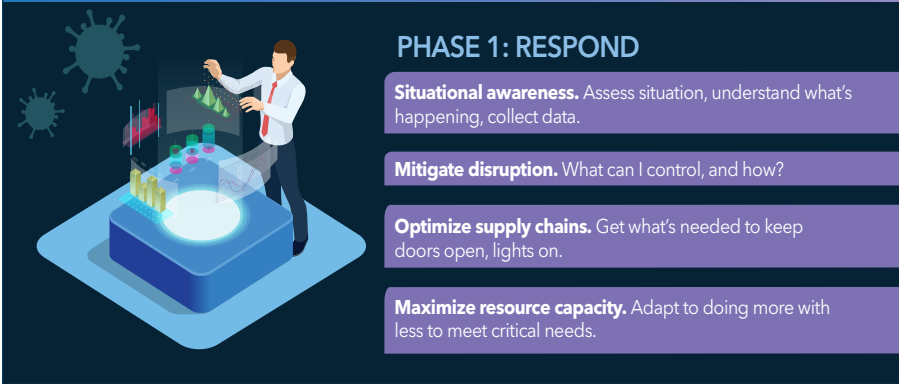 PHASE 1: RESPOND
Situational awareness. Assess situation, understand what’s
happening, collect data.
Mitigate disruption. What can I control, and how?
Optimize supply chains. Get what’s needed to keep
doors open, lights on.
Maximize resource capacity. Adapt to doing more with
less to meet critical needs.